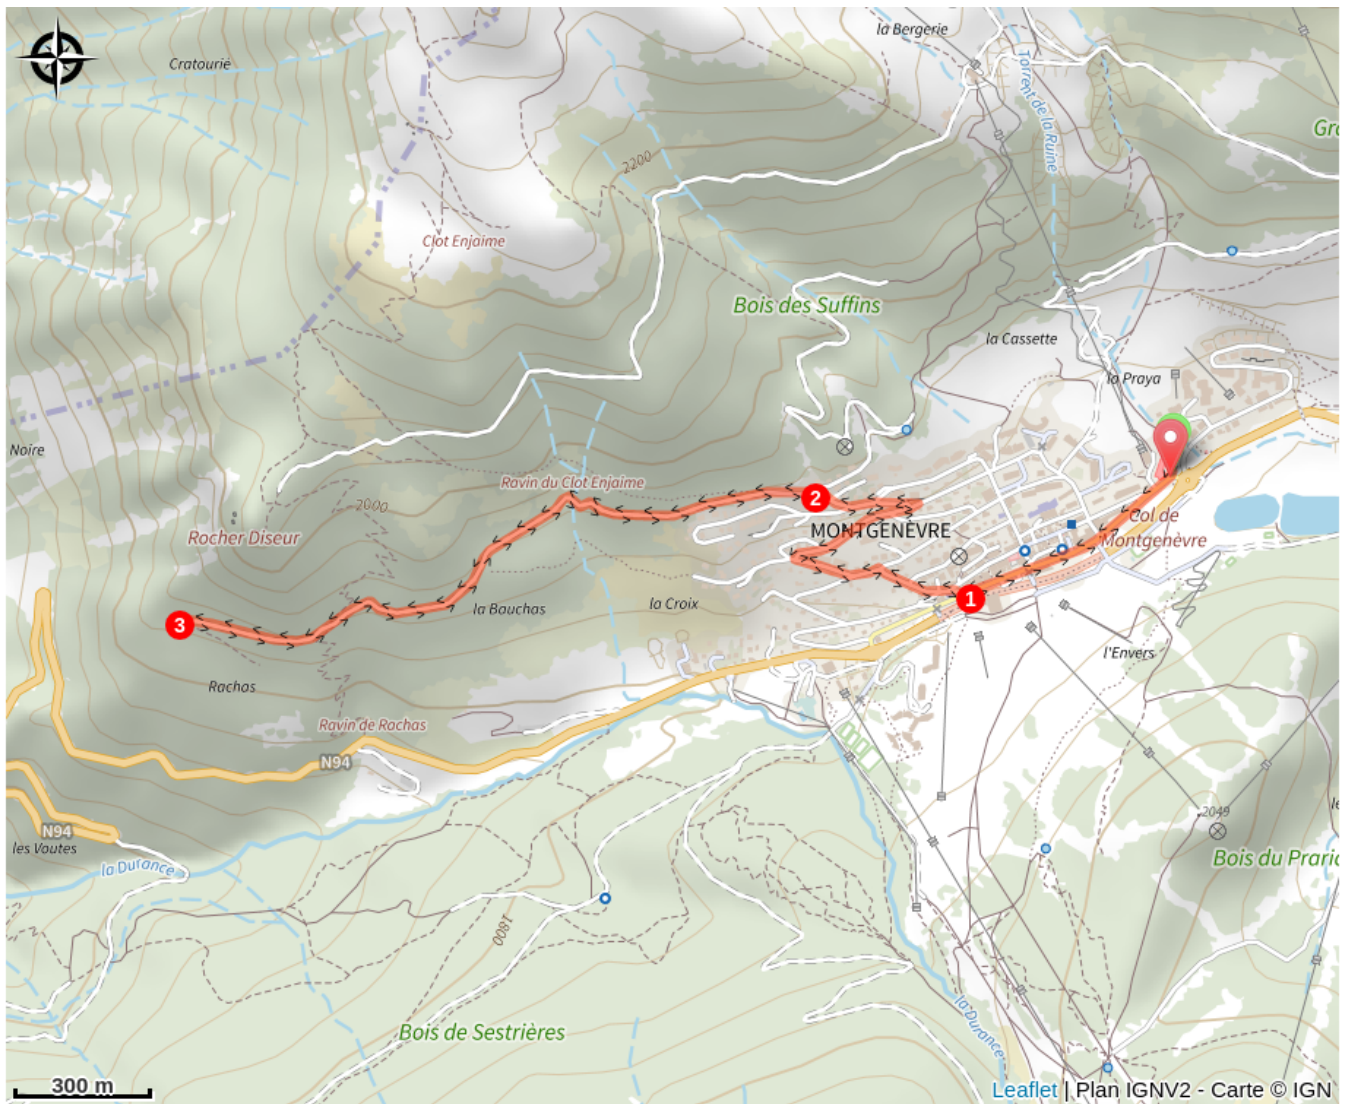 la Bergerie
Cratourié
Torrent de la Ruine
Gr
2200
Clot Enjaime
Bois des Suffins
la Cassette
la Praya
Noire
Ravin du Clot Enjaime
2000
2
MONTGENÈVRE
Col de
Montgenèvre
Rocher Diseur
la Bauchas
la Croix
1
3
l'Envers
Rachas
Ravin de Rachas
N94
2049
N94
les Voutes
la Durance
Bois du Praric
1800
Bois de Sestrières
la Durance
300 m
Leaflet | Plan IGNV2 - Carte © IGN